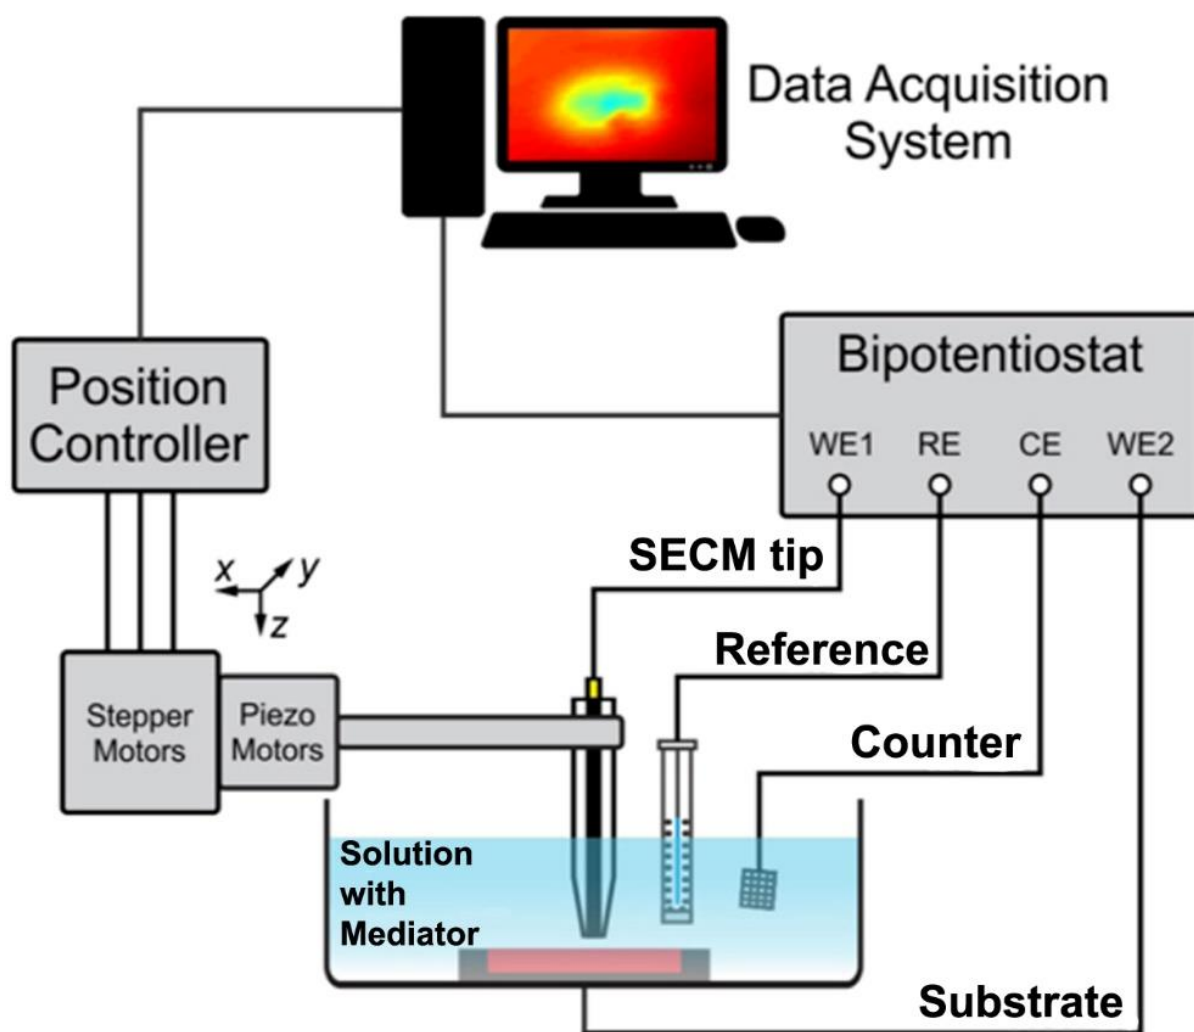 Data Acquisition
System
Bipotentiostat
WE1 RE CE WE2
Position
Controller
SECM tip
x y
z
Reference
Stepper
Motors
Piezo
Motors
Counter
Solution
with
Mediator
Substrate